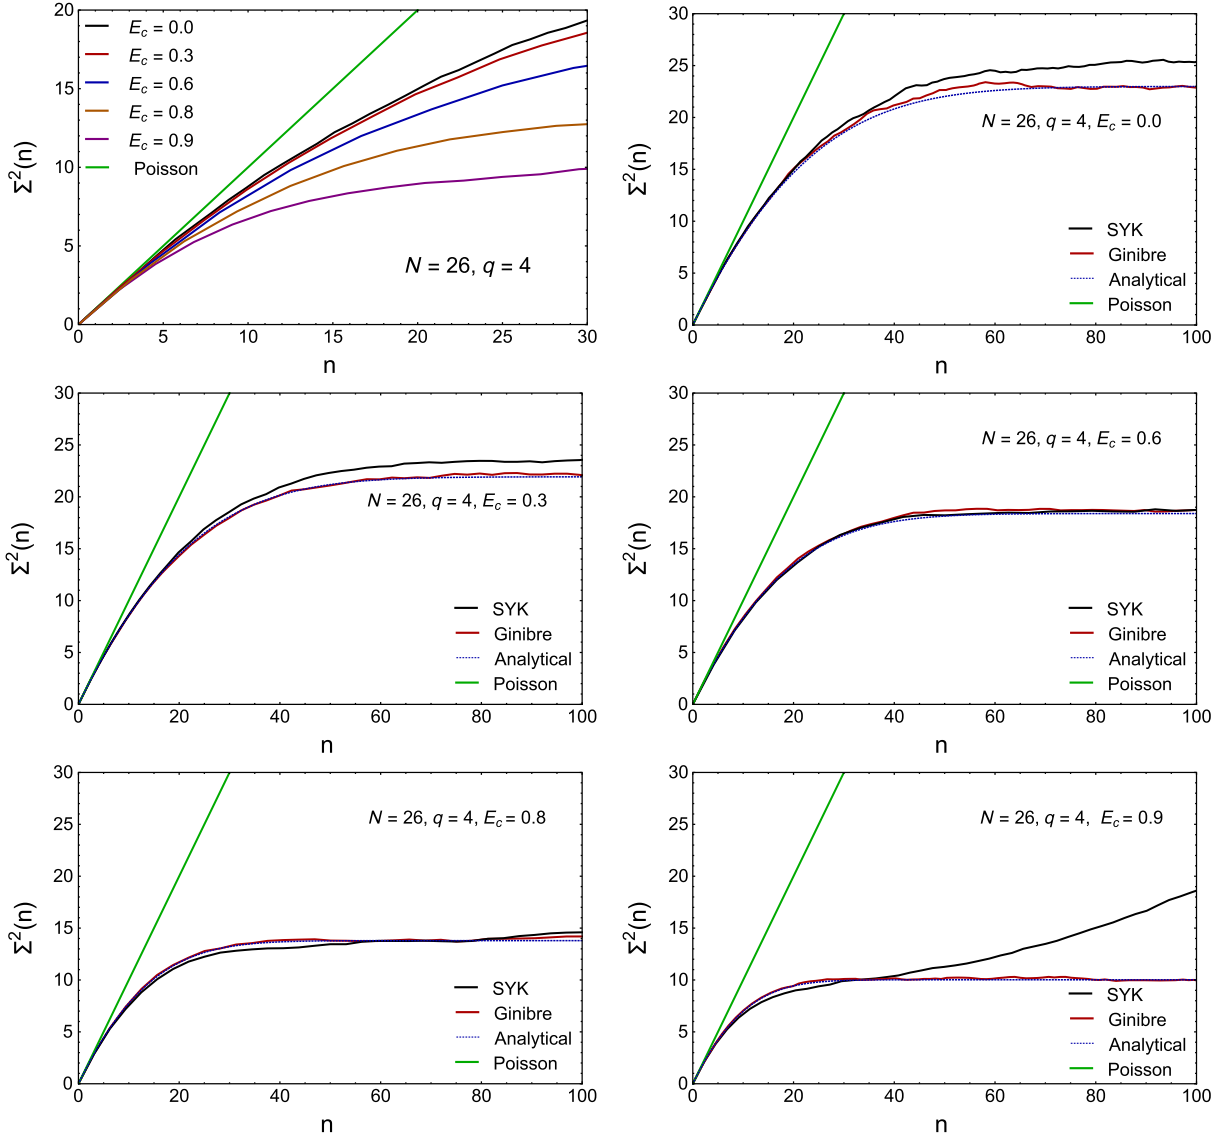 20
15
10
5
0
Σ²(n)
E_c = 0.0
E_c = 0.3
E_c = 0.6
E_c = 0.8
E_c = 0.9
Poisson
N = 26, q = 4
0 5 10 15 20 25 30
n
30
25
20
15
10
5
0
Σ²(n)
N = 26, q = 4, E_c = 0.0
SYK
Ginibre
Analytical
Poisson
0 20 40 60 80 100
n
30
25
20
15
10
5
0
Σ²(n)
N = 26, q = 4, E_c = 0.3
SYK
Ginibre
Analytical
Poisson
0 20 40 60 80 100
n
30
25
20
15
10
5
0
Σ²(n)
N = 26, q = 4, E_c = 0.6
SYK
Ginibre
Analytical
Poisson
0 20 40 60 80 100
n
30
25
20
15
10
5
0
Σ²(n)
N = 26, q = 4, E_c = 0.8
SYK
Ginibre
Analytical
Poisson
0 20 40 60 80 100
n
30
25
20
15
10
5
0
Σ²(n)
N = 26, q = 4, E_c = 0.9
SYK
Ginibre
Analytical
Poisson
0 20 40 60 80 100
n